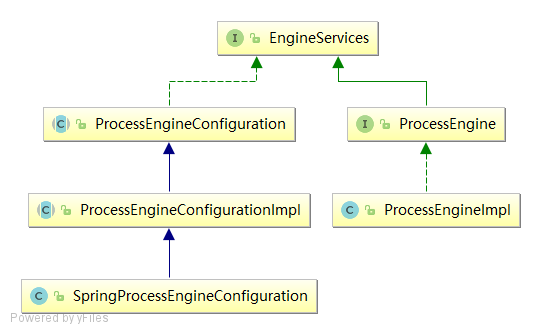 I EngineServices
C ProcessEngineConfiguration
I ProcessEngine
C ProcessEngineConfigurationImpl
C ProcessEngineImpl
C SpringProcessEngineConfiguration
Powered by yFiles